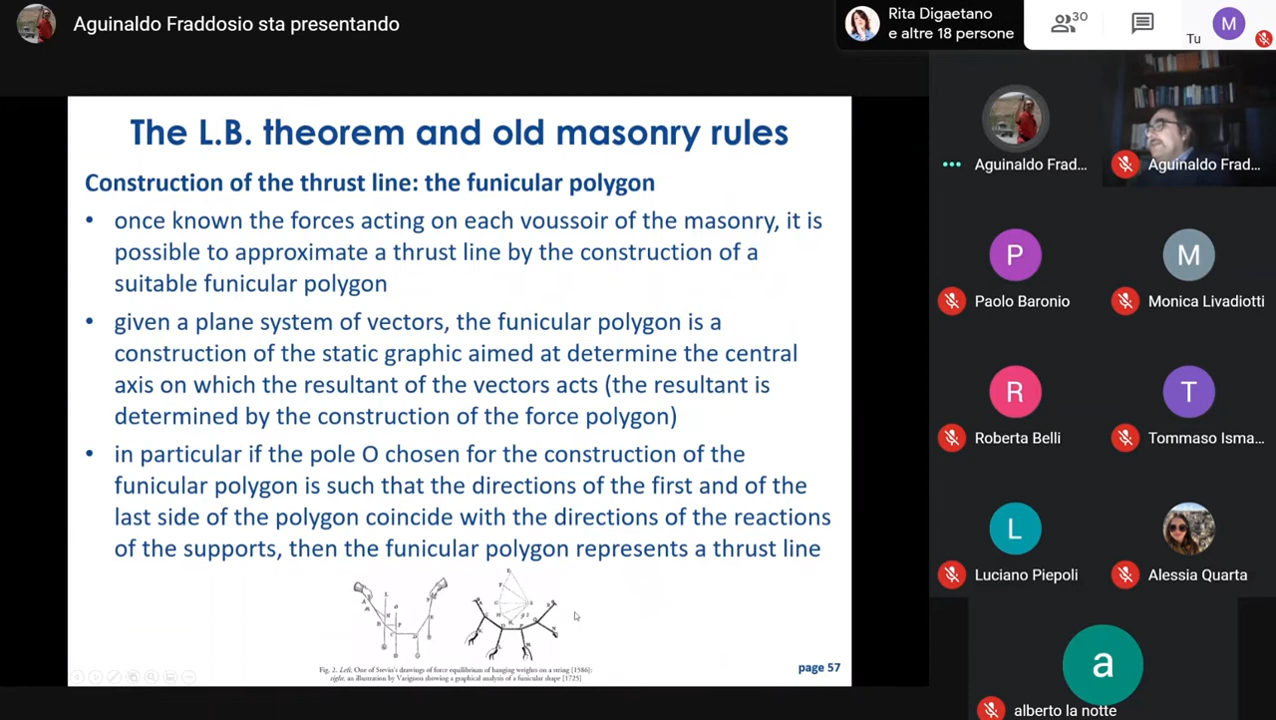 Aguinaldo Fraddosio sta presentando
Rita Digaetano
e altre 18 persone
30
Tu
M
The L.B. theorem and old masonry rules
Construction of the thrust line: the funicular polygon
• once known the forces acting on each voussoir of the masonry, it is
possible to approximate a thrust line by the construction of a
suitable funicular polygon
• given a plane system of vectors, the funicular polygon is a
construction of the static graphic aimed at determine the central
axis on which the resultant of the vectors acts (the resultant is
determined by the construction of the force polygon)
• in particular if the pole O chosen for the construction of the
funicular polygon is such that the directions of the first and of the
last side of the polygon coincide with the directions of the reactions
of the supports, then the funicular polygon represents a thrust line
Fig. 2. Left, One of Stevin's drawings of force equilibrium of hanging weights on a string [1586];
right, an illustration by Varignon showing a graphical analysis of a funicular shape [1725]
page 57
Aguinaldo Frad...
Aguinaldo Frad...
P
Paolo Baronio
M
Monica Livadiotti
R
Roberta Belli
T
Tommaso Isma...
L
Luciano Piepoli
Alessia Quarta
a
alberto la notte